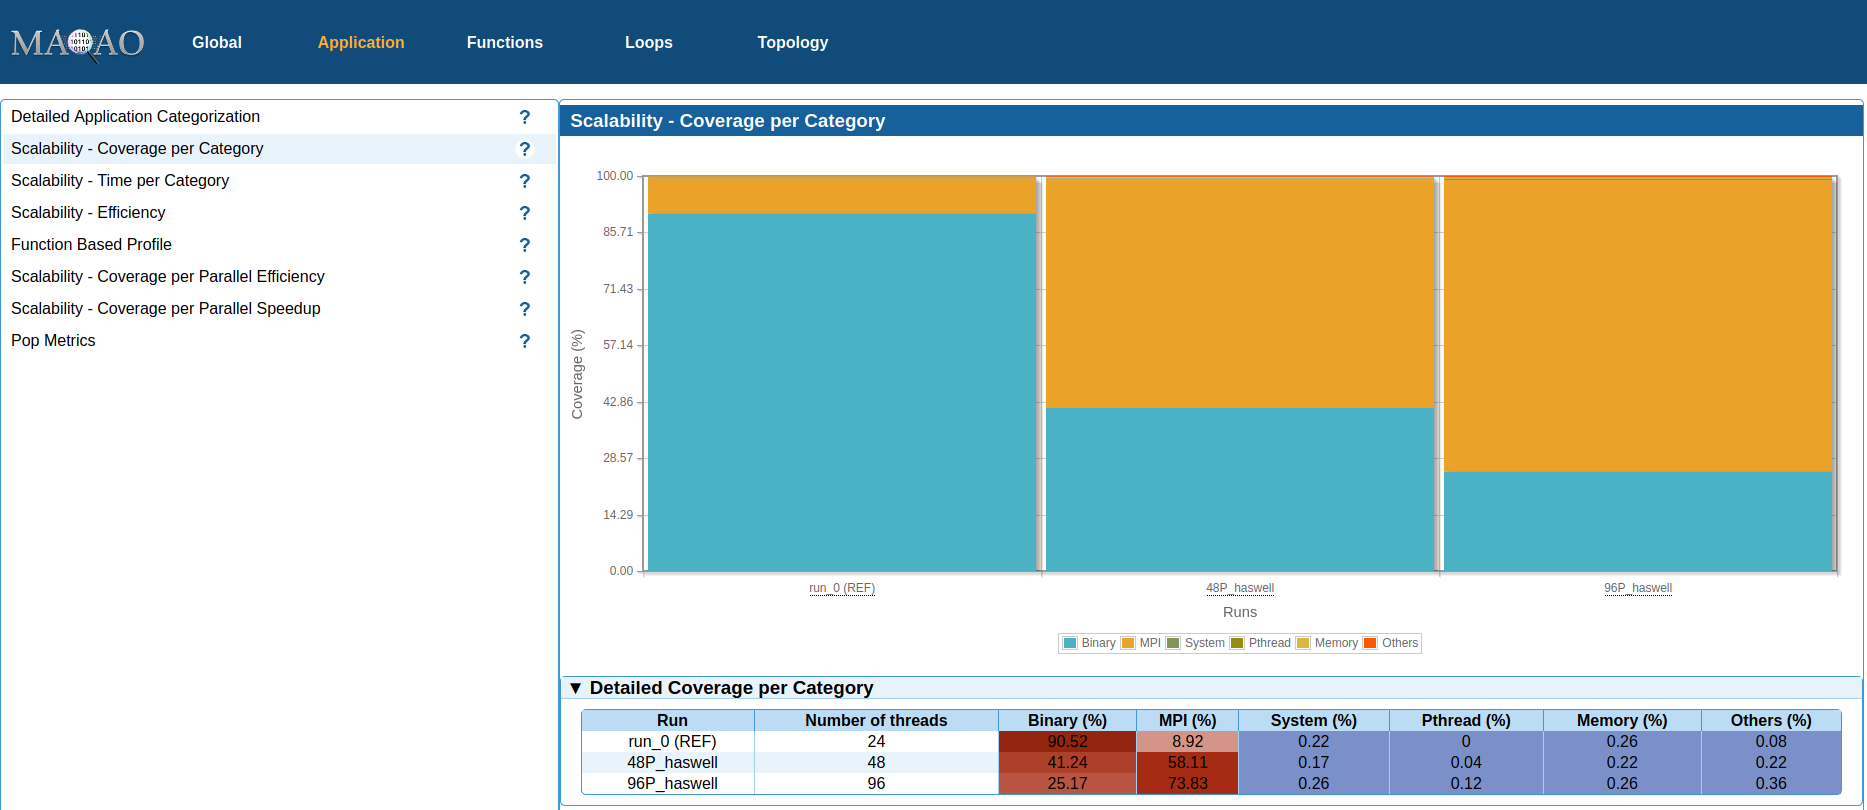 MAQAO Global Application Functions Loops Topology
Detailed Application Categorization ?
Scalability - Coverage per Category ?
Scalability - Time per Category ?
Scalability - Efficiency ?
Function Based Profile ?
Scalability - Coverage per Parallel Efficiency ?
Scalability - Coverage per Parallel Speedup ?
Pop Metrics ?
Scalability - Coverage per Category
100.00
85.71
71.43
57.14
42.86
28.57
14.29
0.00
Coverage (%)
run_0 (REF) 48P_haswell 96P_haswell
Runs
Binary MPI System Pthread Memory Others
▼ Detailed Coverage per Category
Run Number of threads Binary (%) MPI (%) System (%) Pthread (%) Memory (%) Others (%)
run_0 (REF) 24 90.52 8.92 0.22 0 0.26 0.08
48P_haswell 48 41.24 58.11 0.17 0.04 0.22 0.22
96P_haswell 96 25.17 73.83 0.26 0.12 0.26 0.36